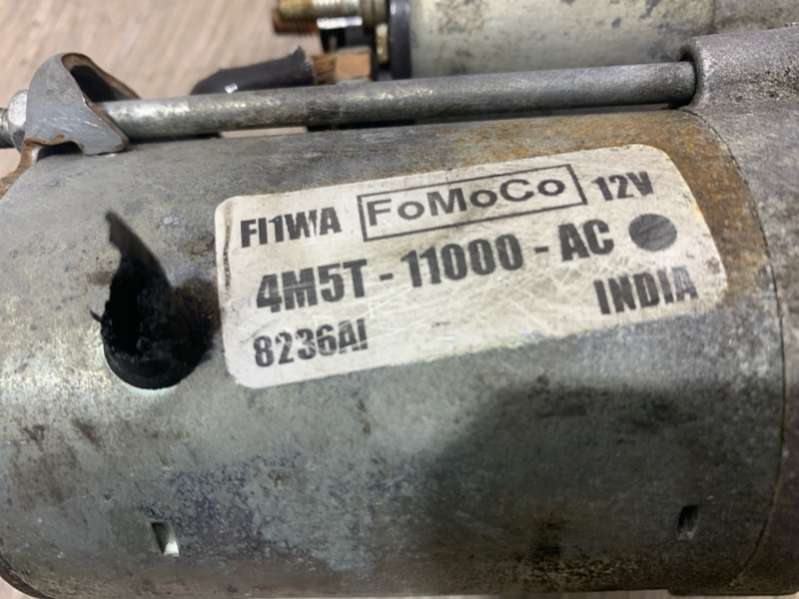 FI1WA FoMoCo 12V
4M5T-11000-AC
8236AI INDIA